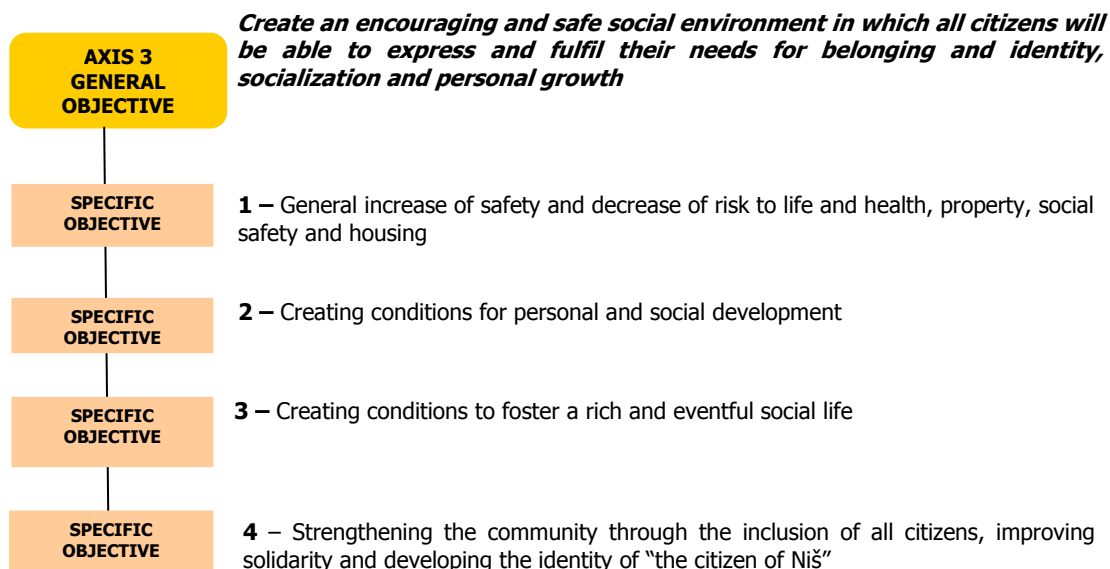 Create an encouraging and safe social environment in which all citizens will
be able to express and fulfil their needs for belonging and identity,
socialization and personal growth
AXIS 3
GENERAL
OBJECTIVE
SPECIFIC
OBJECTIVE
1 – General increase of safety and decrease of risk to life and health, property, social
safety and housing
SPECIFIC
OBJECTIVE
2 – Creating conditions for personal and social development
SPECIFIC
OBJECTIVE
3 – Creating conditions to foster a rich and eventful social life
SPECIFIC
OBJECTIVE
4 – Strengthening the community through the inclusion of all citizens, improving
solidarity and developing the identity of “the citizen of Niš”